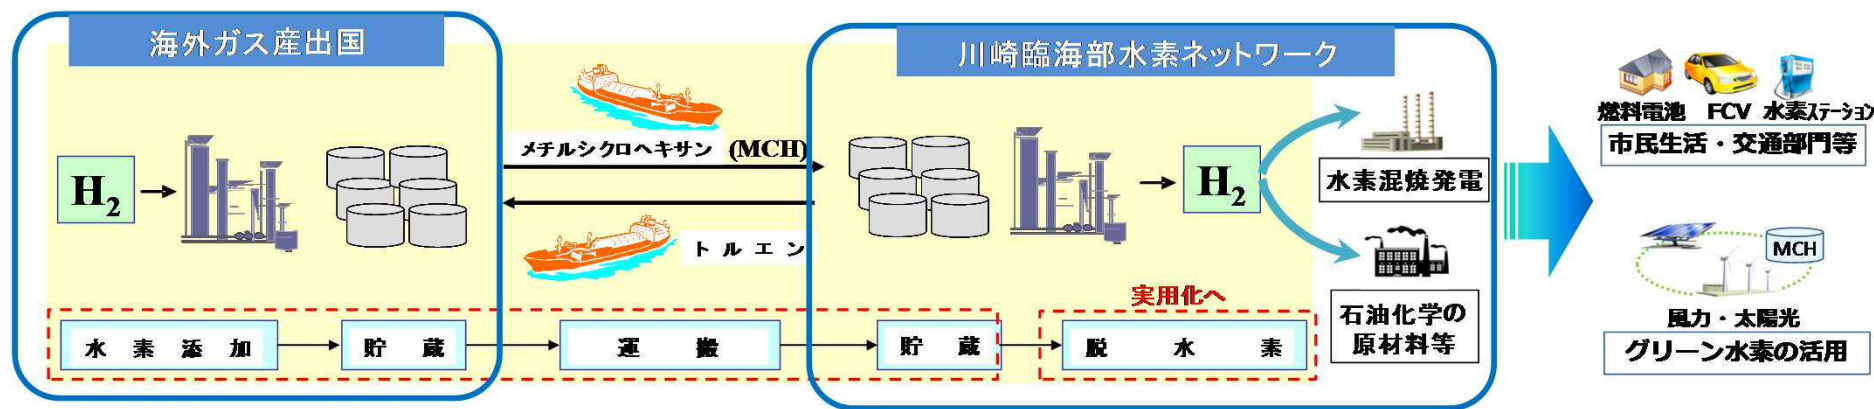 海外ガス産出国
H2
メチルシクロヘキサン (MCH)
トルエン
川崎臨海部水素ネットワーク
H2
水素混焼発電
石油化学の
原材料等
実用化へ
水素添加
貯蔵
運搬
貯蔵
脱水素
燃料電池 FCV 水素ステーション
市民生活・交通部門等
MCH
風力・太陽光
グリーン水素の活用